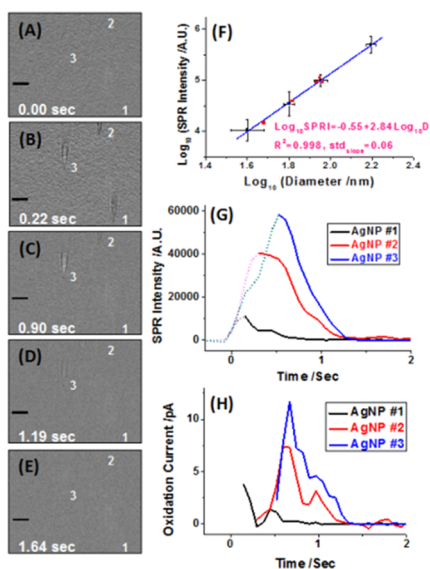 (A)
2
3
0.00 sec
1
(B)
2
3
0.22 sec
1
(C)
2
3
0.90 sec
1
(D)
2
3
1.19 sec
1
(E)
2
3
1.64 sec
1
(F)
Log10 (SPR Intensity /A.U.)
6
5
4
Log10SPRI=-0.55+2.84Log10D
R²=0.998, stdslope=0.06
1.4 1.6 1.8 2.0 2.2 2.4
Log10 (Diameter /nm)
(G)
SPR Intensity /A.U.
60000
40000
20000
0
AgNP #1
AgNP #2
AgNP #3
0 1 2
Time /Sec
(H)
Oxidation Current /pA
10
5
0
AgNP #1
AgNP #2
AgNP #3
0 1 2
Time /Sec